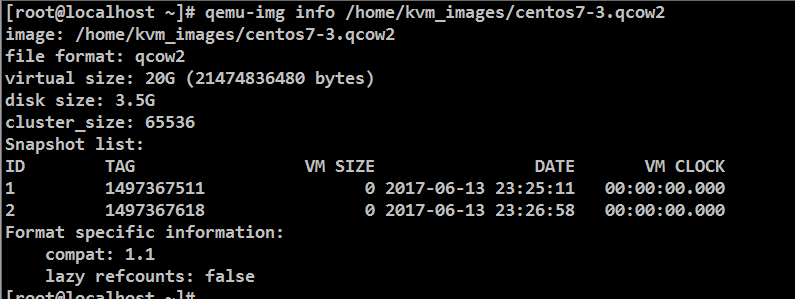 [root@localhost ~]# qemu-img info /home/kvm_images/centos7-3.qcow2
image: /home/kvm_images/centos7-3.qcow2
file format: qcow2
virtual size: 20G (21474836480 bytes)
disk size: 3.5G
cluster_size: 65536
Snapshot list:
ID        TAG                 VM SIZE                DATE       VM CLOCK
1         1497367511                0 2017-06-13 23:25:11   00:00:00.000
2         1497367618                0 2017-06-13 23:26:58   00:00:00.000
Format specific information:
    compat: 1.1
    lazy refcounts: false
[root@localhost ~]#